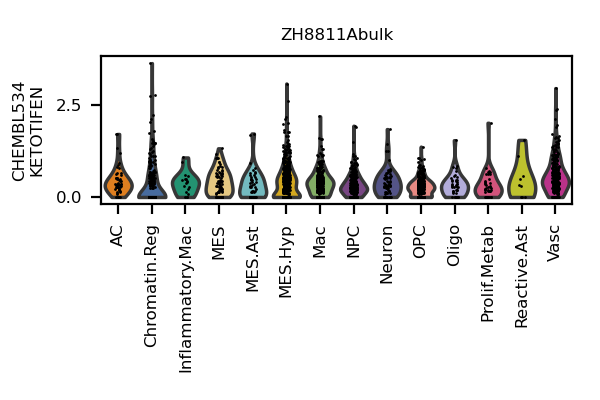 ZH8811Abulk
CHEMBL534
KETOTIFEN
2.5
0.0
AC
Chromatin.Reg
Inflammatory.Mac
MES
MES.Ast
MES.Hyp
Mac
NPC
Neuron
OPC
Oligo
Prolif.Metab
Reactive.Ast
Vasc